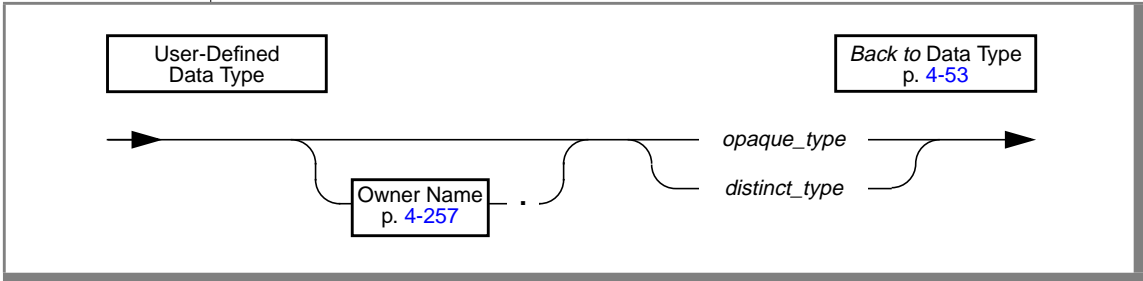 User-Defined
Data Type
Back to Data Type
p. 4-53
opaque_type
distinct_type
Owner Name
p. 4-257
.